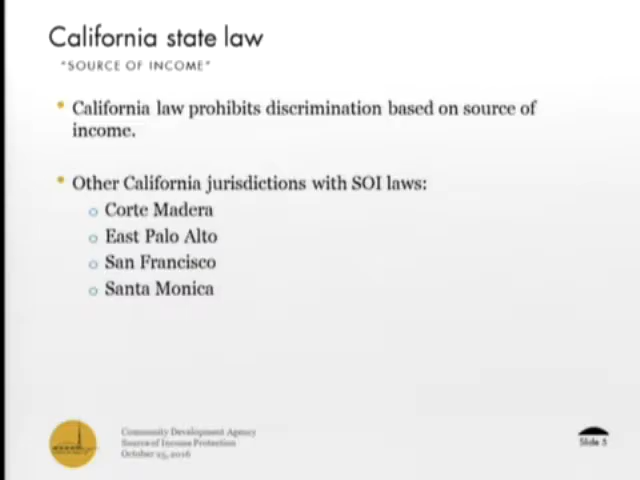 California state law
"SOURCE OF INCOME"
• California law prohibits discrimination based on source of
income.
• Other California jurisdictions with SOI laws:
o Corte Madera
o East Palo Alto
o San Francisco
o Santa Monica
Community Development Agency
Source of Income Protection
October 25, 2016
Slide 5